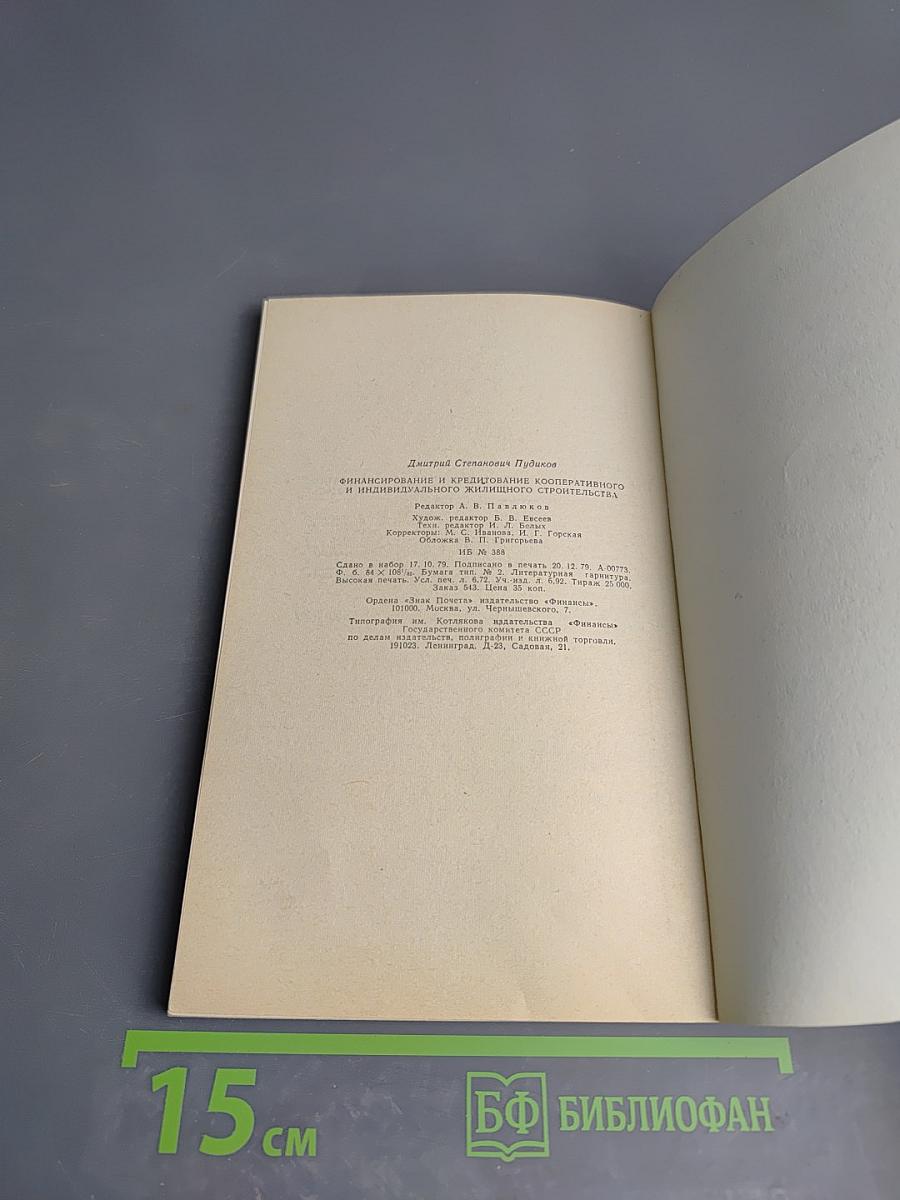 Дмитрий Степанович Пудиков
ФИНАНСИРОВАНИЕ И КРЕДИТОВАНИЕ КООПЕРАТИВНОГО
И ИНДИВИДУАЛЬНОГО ЖИЛИЩНОГО СТРОИТЕЛЬСТВА
Редактор А. В. Павлюков
Худож. редактор Б. В. Евсеев
Техн. редактор И. Л. Белых
Корректоры: М. С. Иванова, И. Г. Горская
Обложка В. П. Григорьева
ИБ № 388
Сдано в набор 17.10.79. Подписано в печать 20.12.79. А-00773.
Ф. б. 84 × 108¹/₃₂. Бумага тип. № 2. Литературная гарнитура.
Высокая печать. Усл. печ. л. 6,72. Уч.-изд. л. 6,92. Тираж 25 000.
Заказ 543. Цена 35 коп.
Ордена «Знак Почета» издательство «Финансы».
101000. Москва, ул. Чернышевского, 7.
Типография им. Котлякова издательства «Финансы»
Государственного комитета СССР
по делам издательств, полиграфии и книжной торговли.
191023. Ленинград, Д-23, Садовая, 21.
15 см
БФ БИБЛИОФАН